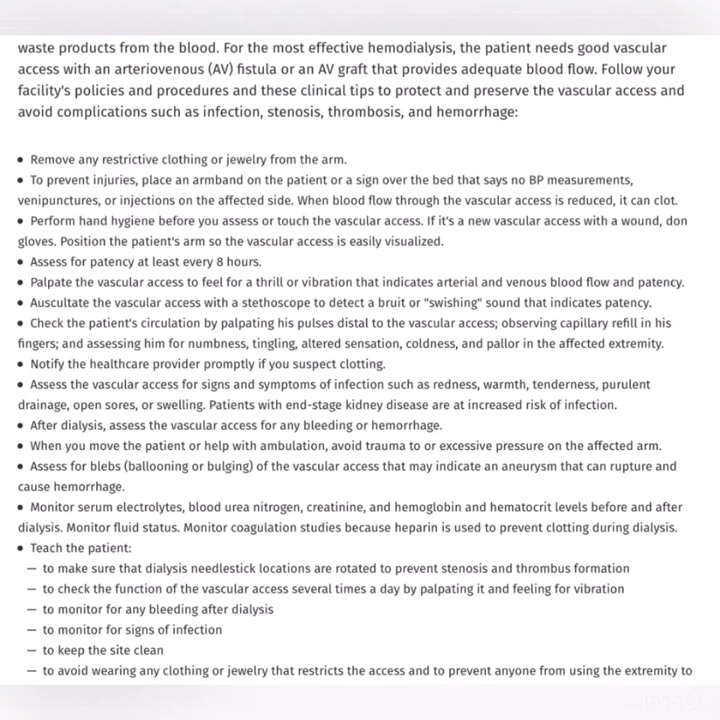 waste products from the blood. For the most effective hemodialysis, the patient needs good vascular
access with an arteriovenous (AV) fistula or an AV graft that provides adequate blood flow. Follow your
facility's policies and procedures and these clinical tips to protect and preserve the vascular access and
avoid complications such as infection, stenosis, thrombosis, and hemorrhage:
• Remove any restrictive clothing or jewelry from the arm.
• To prevent injuries, place an armband on the patient or a sign over the bed that says no BP measurements,
venipunctures, or injections on the affected side. When blood flow through the vascular access is reduced, it can clot.
• Perform hand hygiene before you assess or touch the vascular access. If it's a new vascular access with a wound, don
gloves. Position the patient's arm so the vascular access is easily visualized.
• Assess for patency at least every 8 hours.
• Palpate the vascular access to feel for a thrill or vibration that indicates arterial and venous blood flow and patency.
• Auscultate the vascular access with a stethoscope to detect a bruit or "swishing" sound that indicates patency.
• Check the patient's circulation by palpating his pulses distal to the vascular access; observing capillary refill in his
fingers; and assessing him for numbness, tingling, altered sensation, coldness, and pallor in the affected extremity.
• Notify the healthcare provider promptly if you suspect clotting.
• Assess the vascular access for signs and symptoms of infection such as redness, warmth, tenderness, purulent
drainage, open sores, or swelling. Patients with end-stage kidney disease are at increased risk of infection.
• After dialysis, assess the vascular access for any bleeding or hemorrhage.
• When you move the patient or help with ambulation, avoid trauma to or excessive pressure on the affected arm.
• Assess for blebs (ballooning or bulging) of the vascular access that may indicate an aneurysm that can rupture and
cause hemorrhage.
• Monitor serum electrolytes, blood urea nitrogen, creatinine, and hemoglobin and hematocrit levels before and after
dialysis. Monitor fluid status. Monitor coagulation studies because heparin is used to prevent clotting during dialysis.
• Teach the patient:
— to make sure that dialysis needlestick locations are rotated to prevent stenosis and thrombus formation
— to check the function of the vascular access several times a day by palpating it and feeling for vibration
— to monitor for any bleeding after dialysis
— to monitor for signs of infection
— to keep the site clean
— to avoid wearing any clothing or jewelry that restricts the access and to prevent anyone from using the extremity to